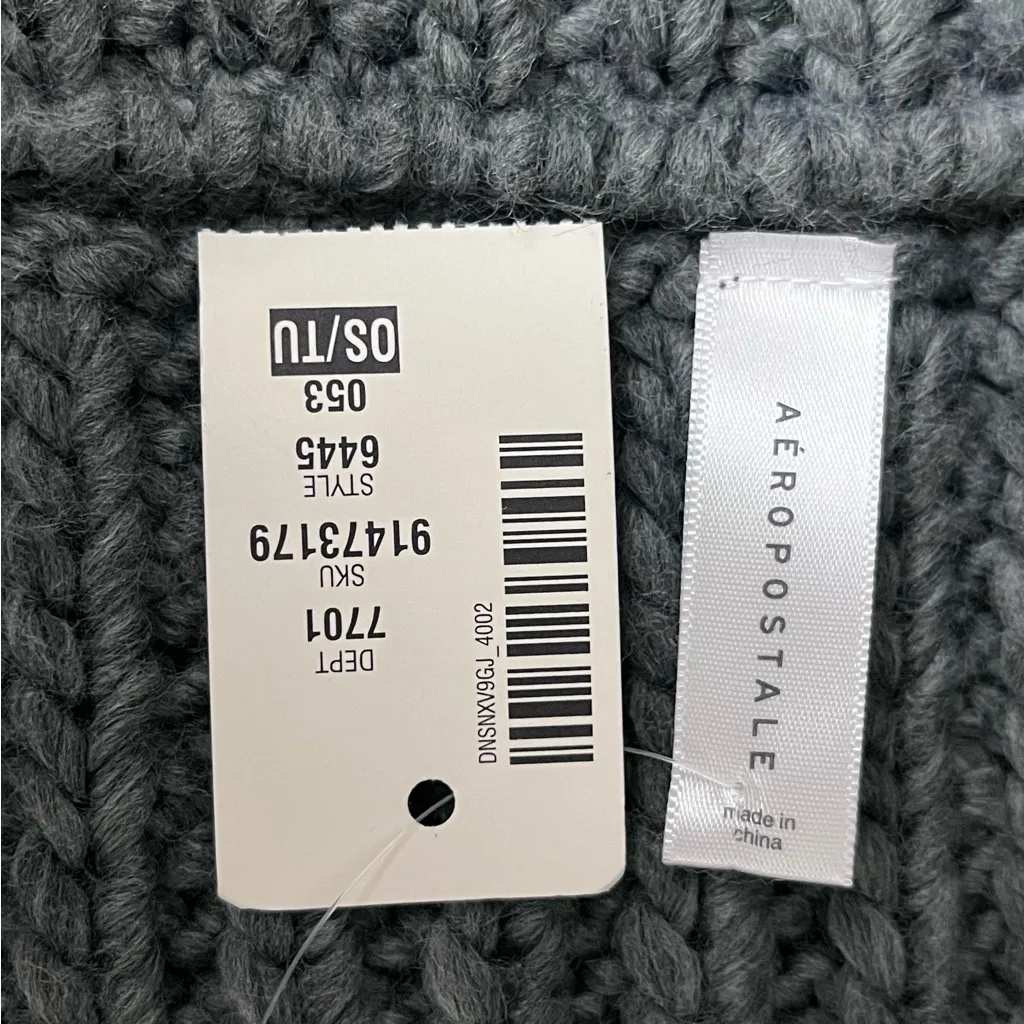 DEPT
7701
SKU
91473179
STYLE
6445
053
OS/TU
DNSNXV9GJ_4002
AÉROPOSTALE
made in
china